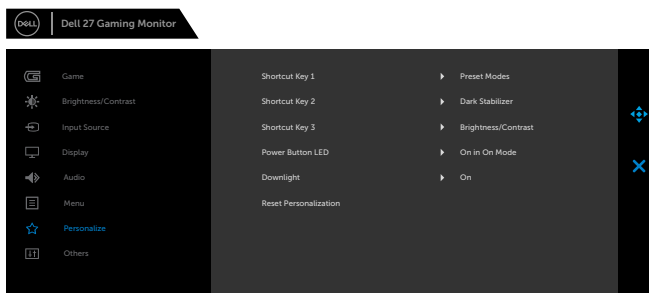 DELL Dell 27 Gaming Monitor
Game Shortcut Key 1 Preset Modes
Brightness/Contrast Shortcut Key 2 Dark Stabilizer
Input Source Shortcut Key 3 Brightness/Contrast
Display Power Button LED On in On Mode
Audio Downlight On
Menu Reset Personalization
Personalize
Others